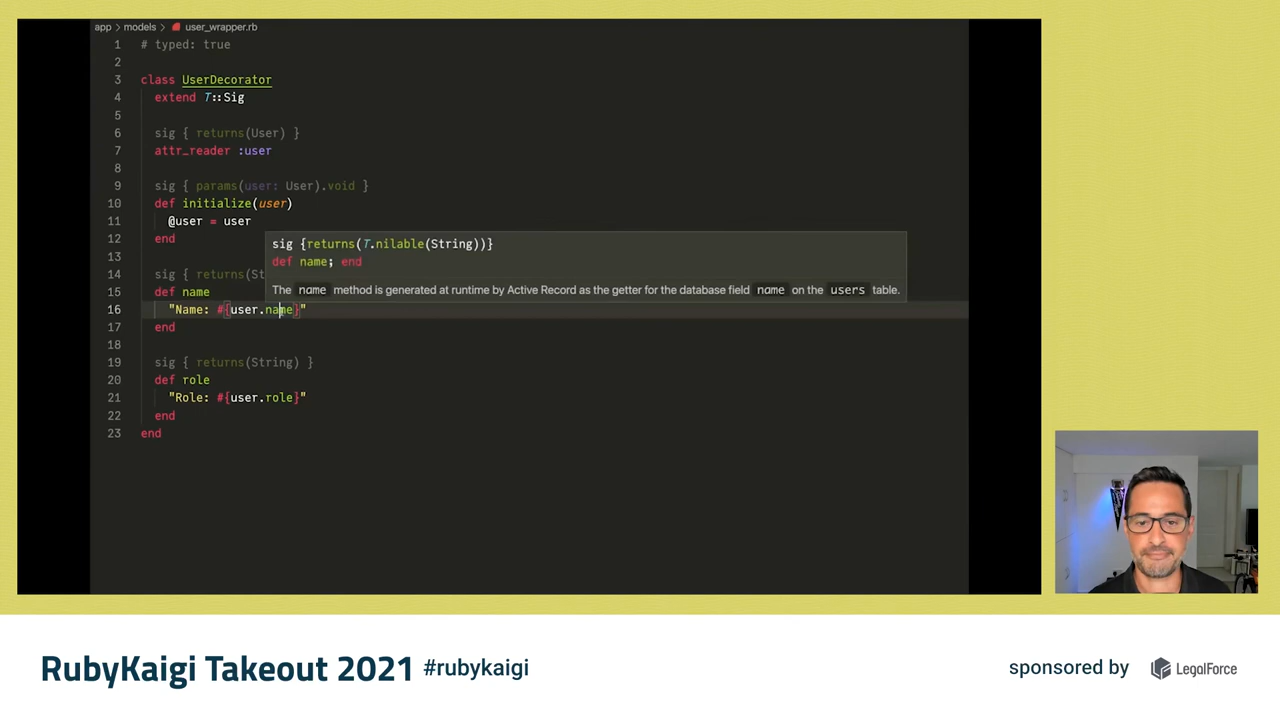 app > models > user_wrapper.rb
1 # typed: true
2
3 class UserDecorator
4 extend T::Sig
5
6 sig { returns(User) }
7 attr_reader :user
8
9 sig { params(user: User).void }
10 def initialize(user)
11 @user = user
12 end
13
sig {returns(T.nilable(String))}
def name; end
The name method is generated at runtime by Active Record as the getter for the database field name on the users table.
14 sig { returns(St
15 def name
16 "Name: #{user.name}"
17 end
18
19 sig { returns(String) }
20 def role
21 "Role: #{user.role}"
22 end
23 end
RubyKaigi Takeout 2021 #rubykaigi
sponsored by LegalForce